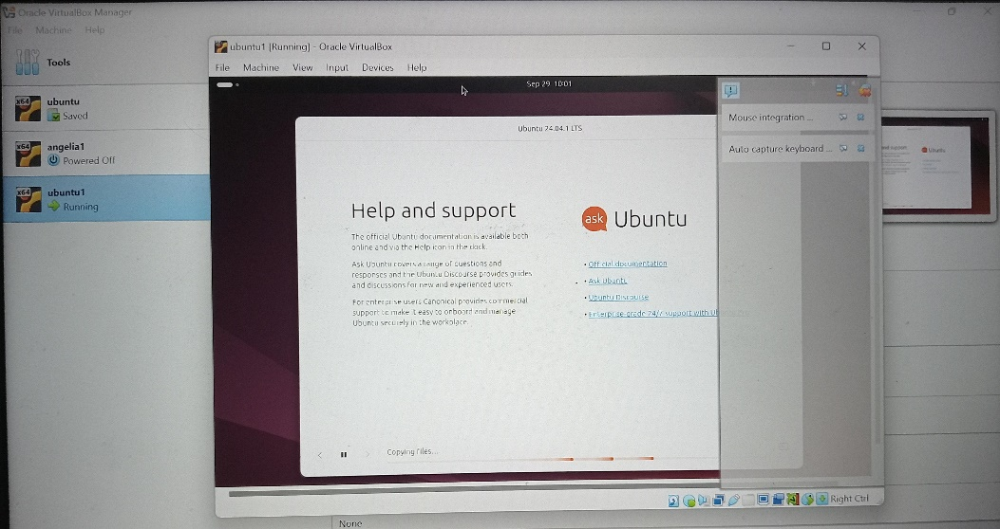 Oracle VirtualBox Manager
File Machine Help
Tools
ubuntu
Saved
angelia1
Powered Off
ubuntu1
Running
ubuntu1 [Running] - Oracle VirtualBox
File Machine View Input Devices Help
Sep 29 10:01
Ubuntu 24.04.1 LTS
Mouse integration ...
Auto capture keyboard ...
Help and support
The official Ubuntu documentation is available both
online and via the Help icon in the dock.
Ask Ubuntu covers a range of questions and
responses and the Ubuntu Discourse provides guides
and discussions for new and experienced users.
For enterprise users Canonical provides commercial
support to make it easy to onboard and manage
Ubuntu securely in the workplace.
ask Ubuntu
• Official documentation
• Ask Ubuntu
• Ubuntu Discourse
• Enterprise-grade 24/7 support with Ub
Copying files...
Right Ctrl
None
x64
x64
x64